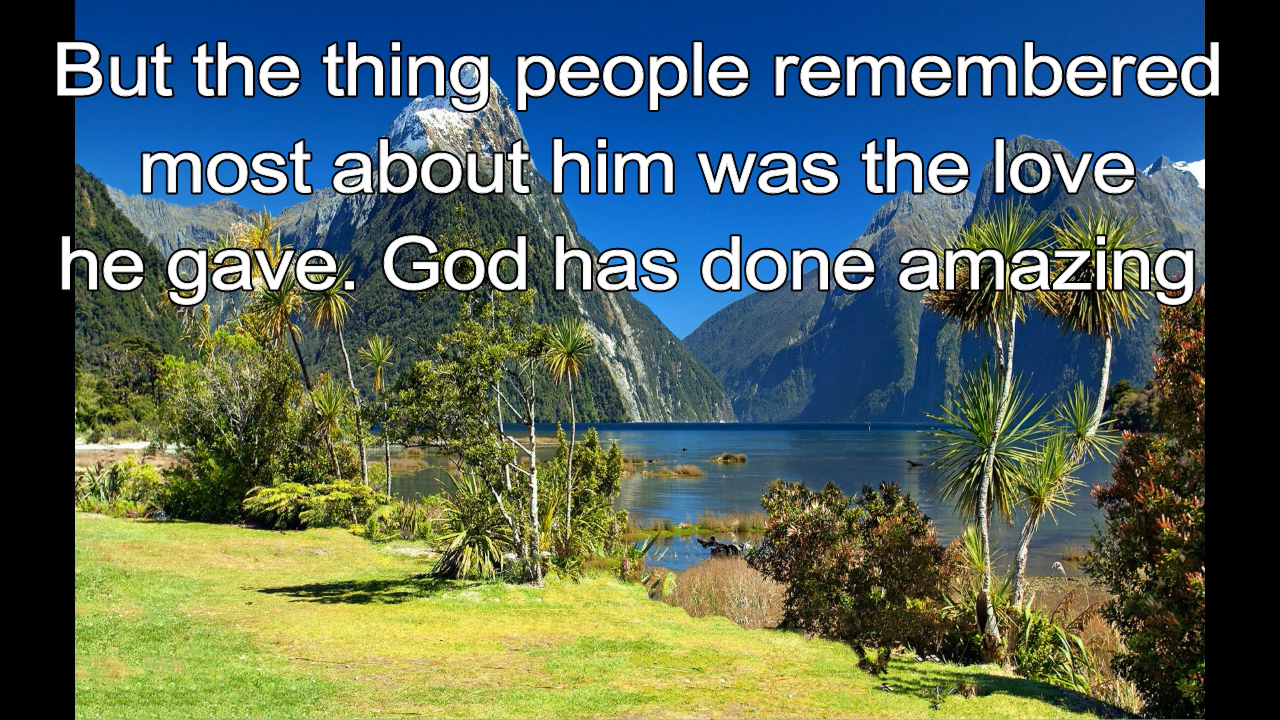 But the thing people remembered
most about him was the love
he gave. God has done amazing